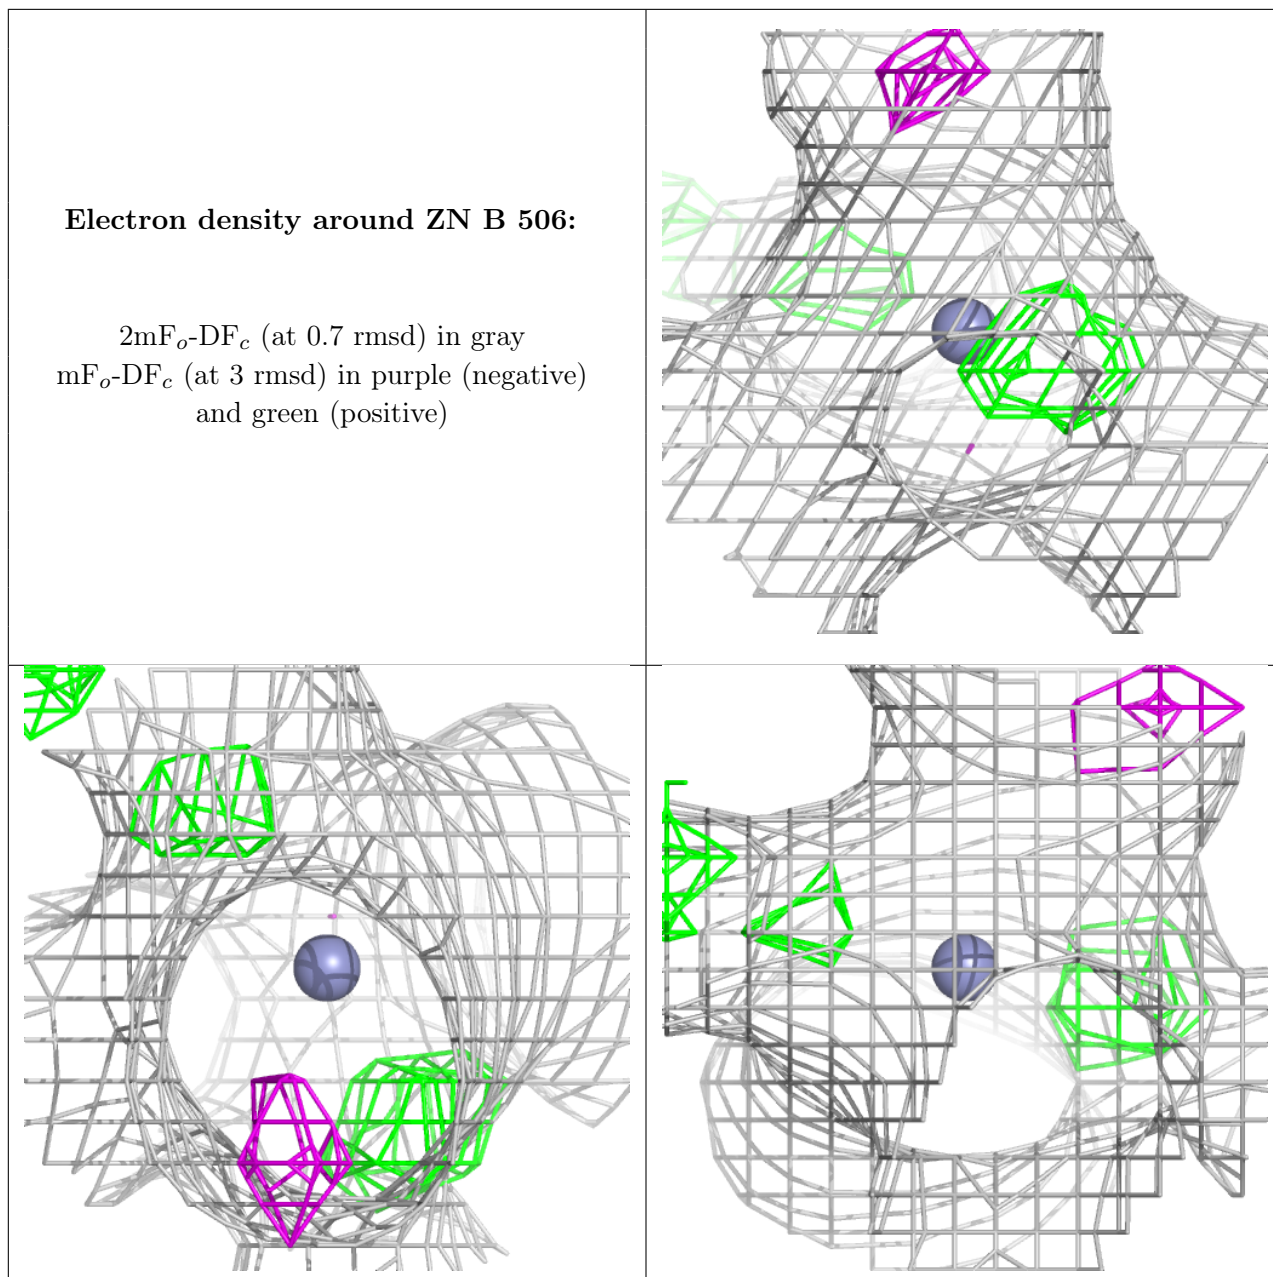 Electron density around ZN B 506:
2mFo-DFc (at 0.7 rmsd) in gray
mFo-DFc (at 3 rmsd) in purple (negative)
and green (positive)